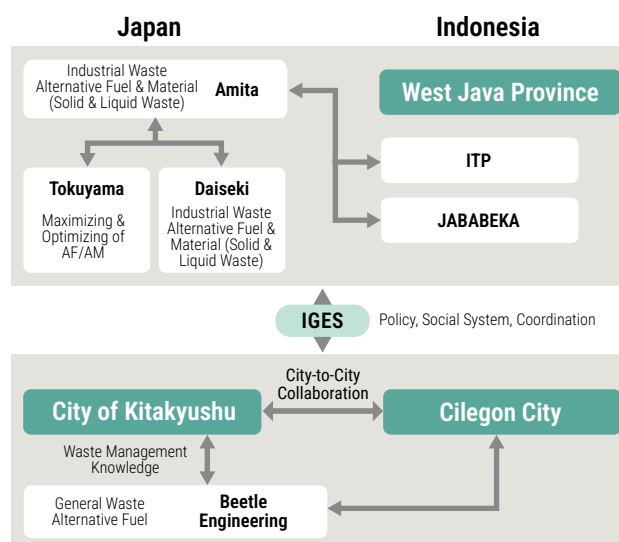 Japan
Indonesia
Industrial Waste
Alternative Fuel & Material
(Solid & Liquid Waste)
Amita
West Java Province
ITP
JABABEKA
Tokuyama
Maximizing &
Optimizing of
AF/AM
Daiseki
Industrial Waste
Alternative Fuel &
Material (Solid &
Liquid Waste)
IGES
Policy, Social System, Coordination
City-to-City
Collaboration
City of Kitakyushu
Cilegon City
Waste Management
Knowledge
General Waste
Alternative Fuel
Beetle
Engineering